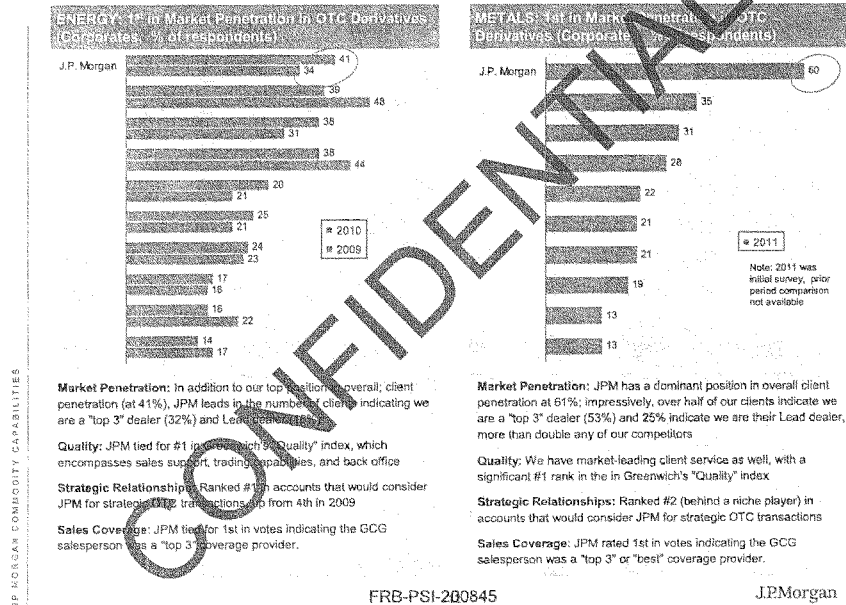 ENERGY: 1st in Market Penetration in OTC Derivatives
(Corporates, % of respondents)
J.P. Morgan
41
34
39
48
38
31
38
44
21
25
21
24
23
17
16
22
14
17
2010
2009
METALS: 1st in Market Penetration in OTC
Derivatives (Corporates, % of respondents)
J.P. Morgan
60
35
31
28
22
21
21
19
13
13
2011
Note: 2011 was
initial survey, prior
period comparison
not available
Market Penetration: In addition to our top position in overall; client
penetration (at 41%), JPM leads in the number of clients indicating we
are a "top 3" dealer (32%) and Lead dealer
Quality: JPM tied for #1 in Greenwich's "Quality" index, which
encompasses sales support, trading capabilities, and back office
Strategic Relationships: Ranked #1 in accounts that would consider
JPM for strategic OTC transactions, up from 4th in 2009
Sales Coverage: JPM tied for 1st in votes indicating the GCG
salesperson was a "top 3" coverage provider.
Market Penetration: JPM has a dominant position in overall client
penetration at 61%; impressively, over half of our clients indicate we
are a "top 3" dealer (53%) and 25% indicate we are their Lead dealer,
more than double any of our competitors
Quality: We have market-leading client service as well, with a
significant #1 rank in the in Greenwich's "Quality" index
Strategic Relationships: Ranked #2 (behind a niche player) in
accounts that would consider JPM for strategic OTC transactions
Sales Coverage: JPM rated 1st in votes indicating the GCG
salesperson was a "top 3" or "best" coverage provider.
CONFIDENTIAL
JP MORGAN COMMODITY CAPABILITIES
FRB-PSI-200845
J.P.Morgan